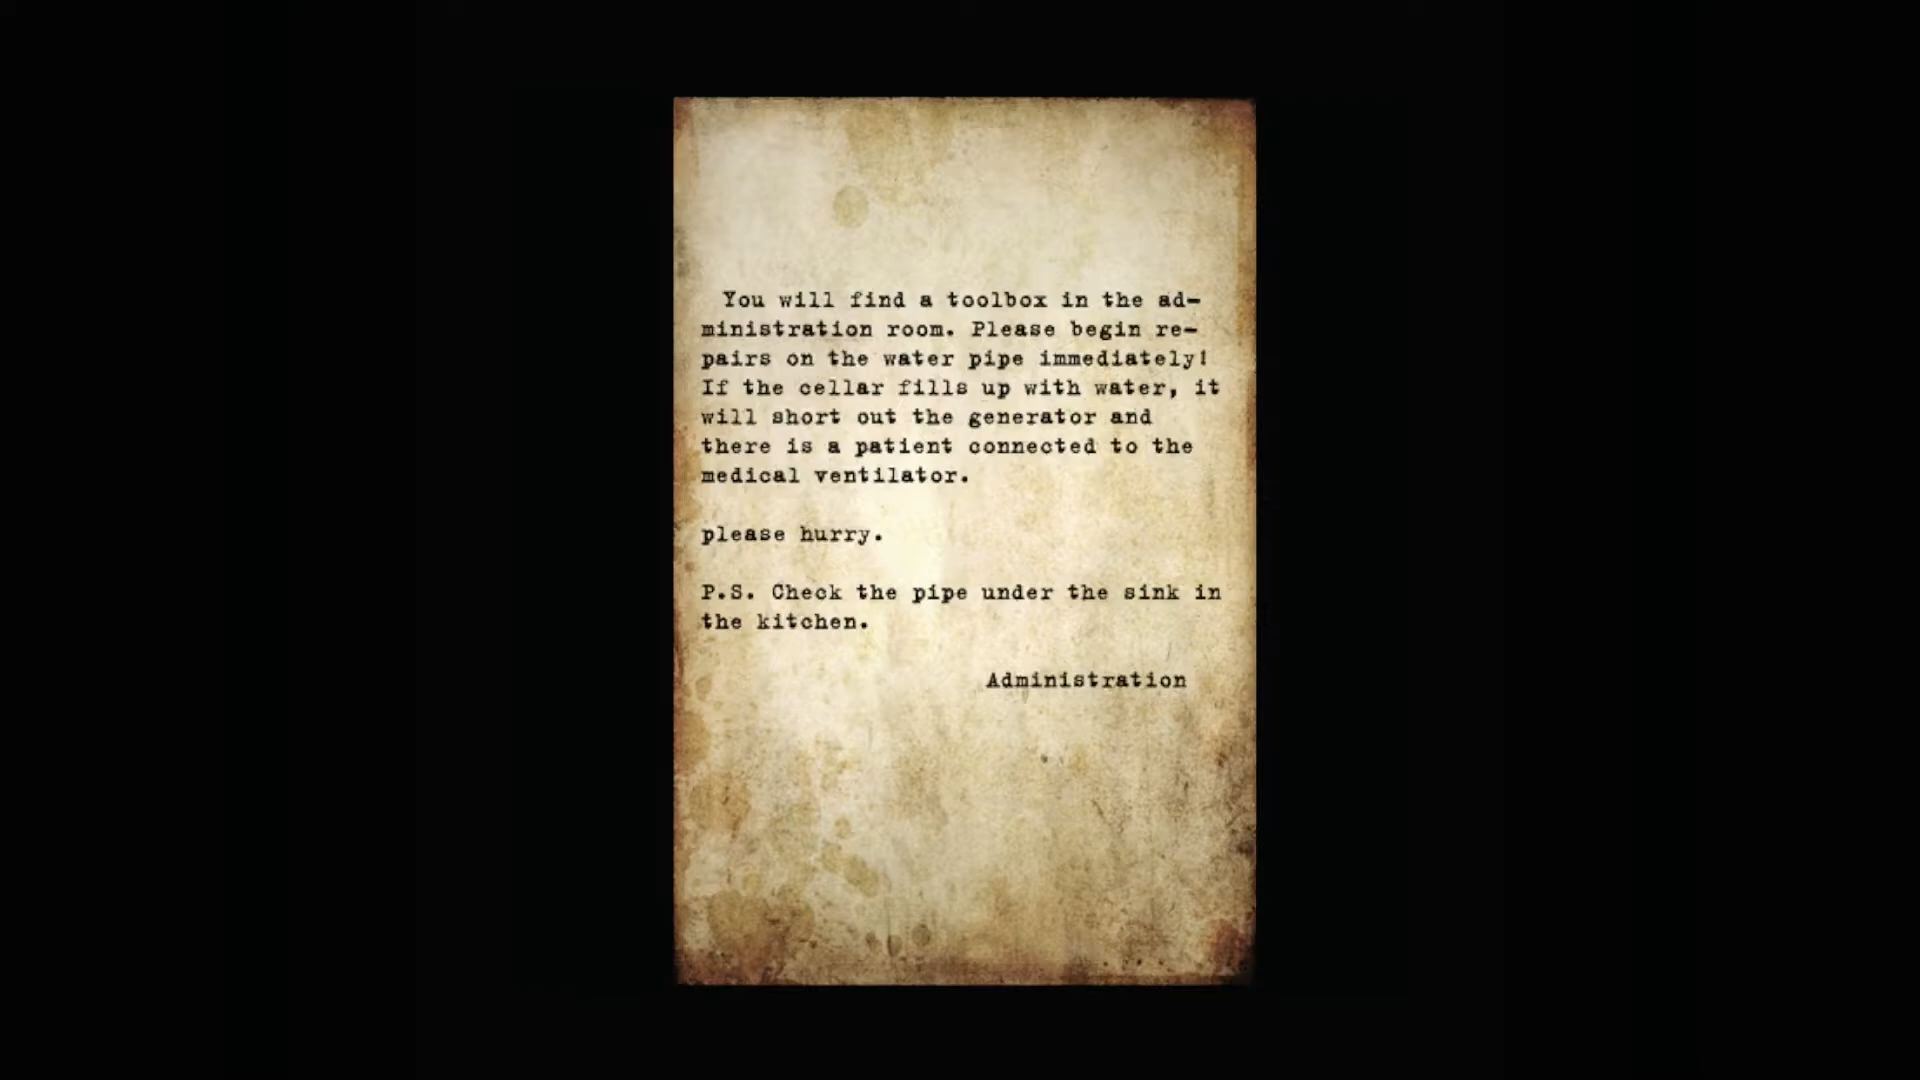 You will find a toolbox in the ad-
ministration room. Please begin re-
pairs on the water pipe immediately!
If the cellar fills up with water, it
will short out the generator and
there is a patient connected to the
medical ventilator.
please hurry.
P.S. Check the pipe under the sink in
the kitchen.
Administration